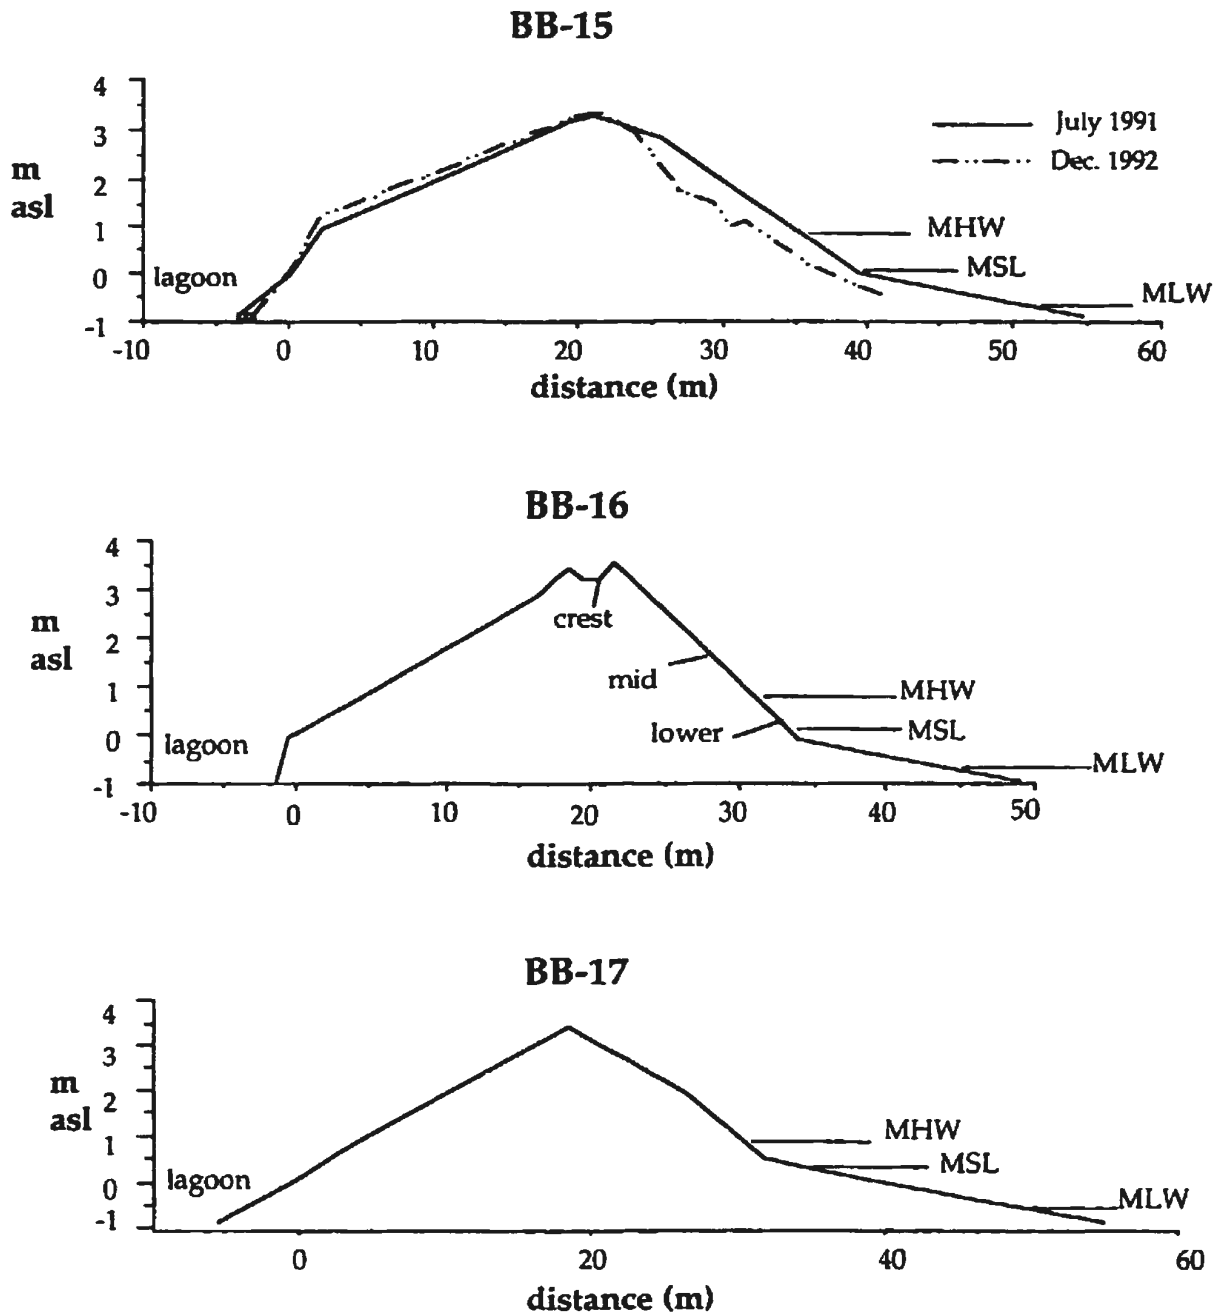 BB-15
4
3
2
1
0
-1
m
asl
July 1991
Dec. 1992
MHW
MSL
MLW
lagoon
-10 0 10 20 30 40 50 60
distance (m)
BB-16
4
3
2
1
0
-1
m
asl
crest
mid
lower
MHW
MSL
MLW
lagoon
-10 0 10 20 30 40 50
distance (m)
BB-17
4
3
2
1
0
-1
m
asl
MHW
MSL
MLW
lagoon
0 20 40 60
distance (m)